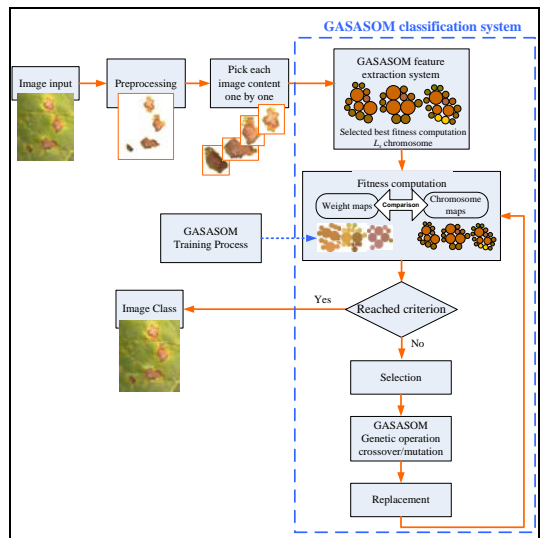 GASASOM classification system
Image input
Preprocessing
Pick each
image content
one by one
GASASOM feature
extraction system
Selected best fitness computation
Ls chromosome
Fitness computation
Weight maps
Comparison
Chromosome
maps
GASASOM
Training Process
Image Class
Yes
Reached criterion
No
Selection
GASASOM
Genetic operation
crossover/mutation
Replacement